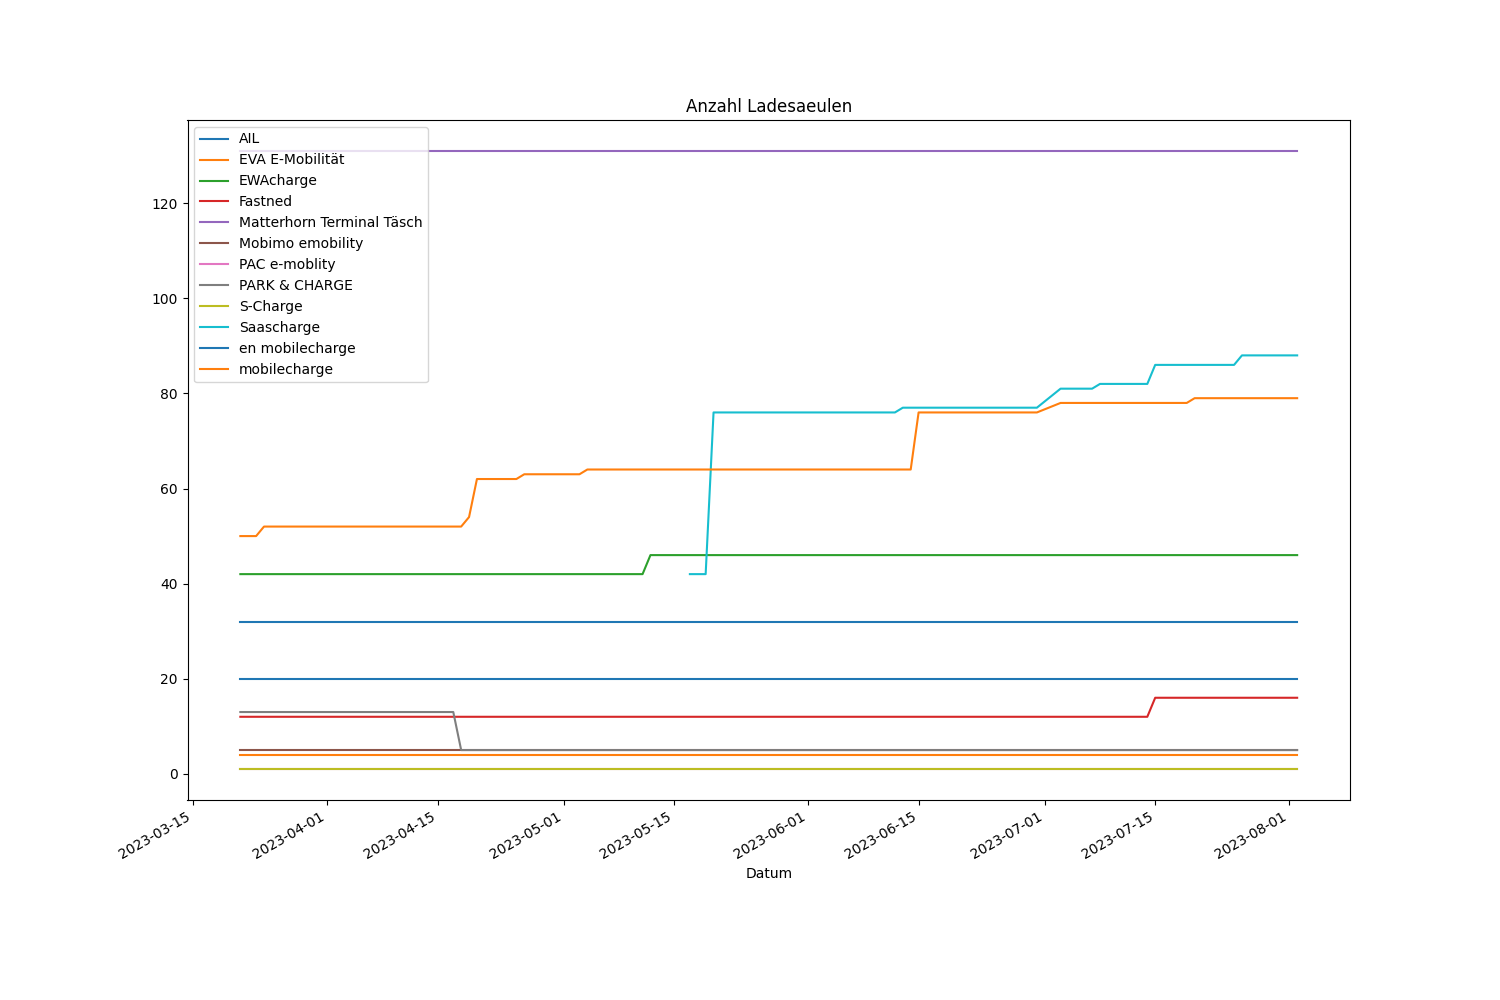 Anzahl Ladesaeulen
AIL
EVA E-Mobilität
EWAcharge
Fastned
Matterhorn Terminal Täsch
Mobimo emobility
PAC e-moblity
PARK & CHARGE
S-Charge
Saascharge
en mobilecharge
mobilecharge
120
100
80
60
40
20
0
2023-03-15
2023-04-01
2023-04-15
2023-05-01
2023-05-15
2023-06-01
2023-06-15
2023-07-01
2023-07-15
2023-08-01
Datum